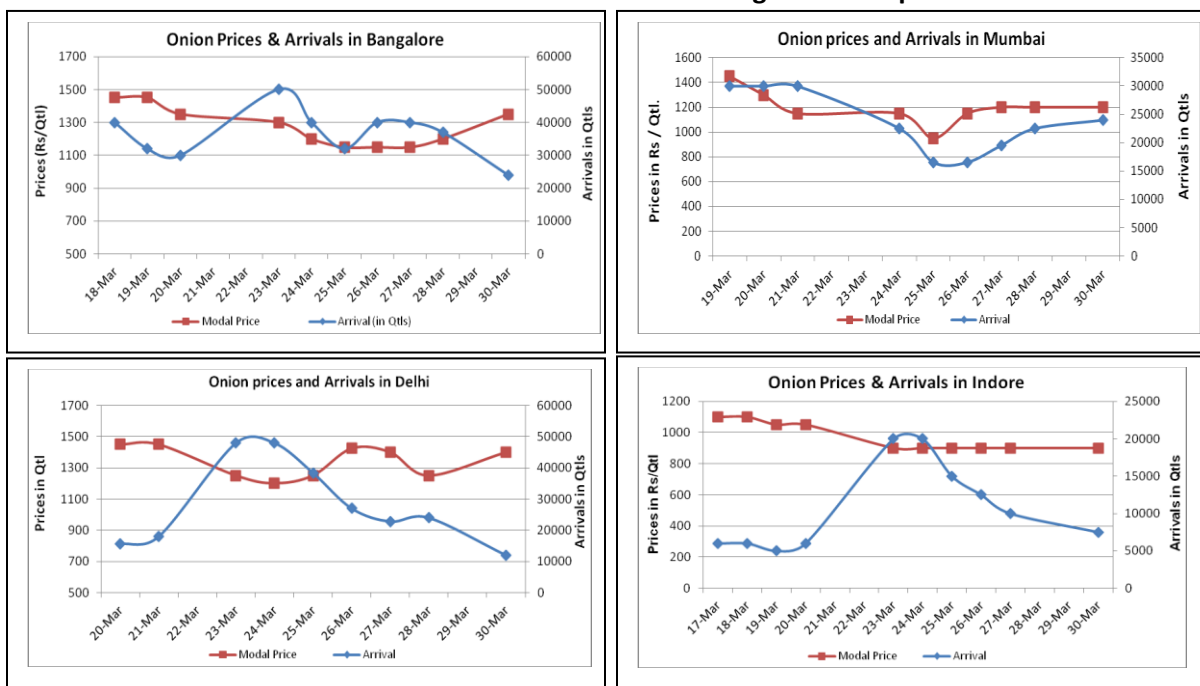 Onion Prices & Arrivals in Bangalore
Prices (Rs/Qtl)
1700
1500
1300
1100
900
700
500
60000
50000
40000
30000
20000
10000
0
Arrivals in Qtls
18-Mar
19-Mar
20-Mar
21-Mar
22-Mar
23-Mar
24-Mar
25-Mar
26-Mar
27-Mar
28-Mar
29-Mar
30-Mar
Modal Price Arrival (in Qtls)
Onion prices and Arrivals in Mumbai
Prices in Rs / Qtl.
1600
1400
1200
1000
800
600
400
200
0
35000
30000
25000
20000
15000
10000
5000
0
Arrivals in Qtls
19-Mar
20-Mar
21-Mar
22-Mar
23-Mar
24-Mar
25-Mar
26-Mar
27-Mar
28-Mar
29-Mar
30-Mar
Modal Price Arrival
Onion prices and Arrivals in Delhi
Prices in Qtl
1700
1500
1300
1100
900
700
500
60000
50000
40000
30000
20000
10000
0
Arrivals in Qtls
20-Mar
21-Mar
22-Mar
23-Mar
24-Mar
25-Mar
26-Mar
27-Mar
28-Mar
29-Mar
30-Mar
Modal Price Arrival
Onion Prices & Arrivals in Indore
Prices in Rs/Qtl
1200
1000
800
600
400
200
0
25000
20000
15000
10000
5000
0
Arrivals in Qtls
17-Mar
18-Mar
19-Mar
20-Mar
21-Mar
22-Mar
23-Mar
24-Mar
25-Mar
26-Mar
27-Mar
28-Mar
29-Mar
30-Mar
Modal Price Arrival